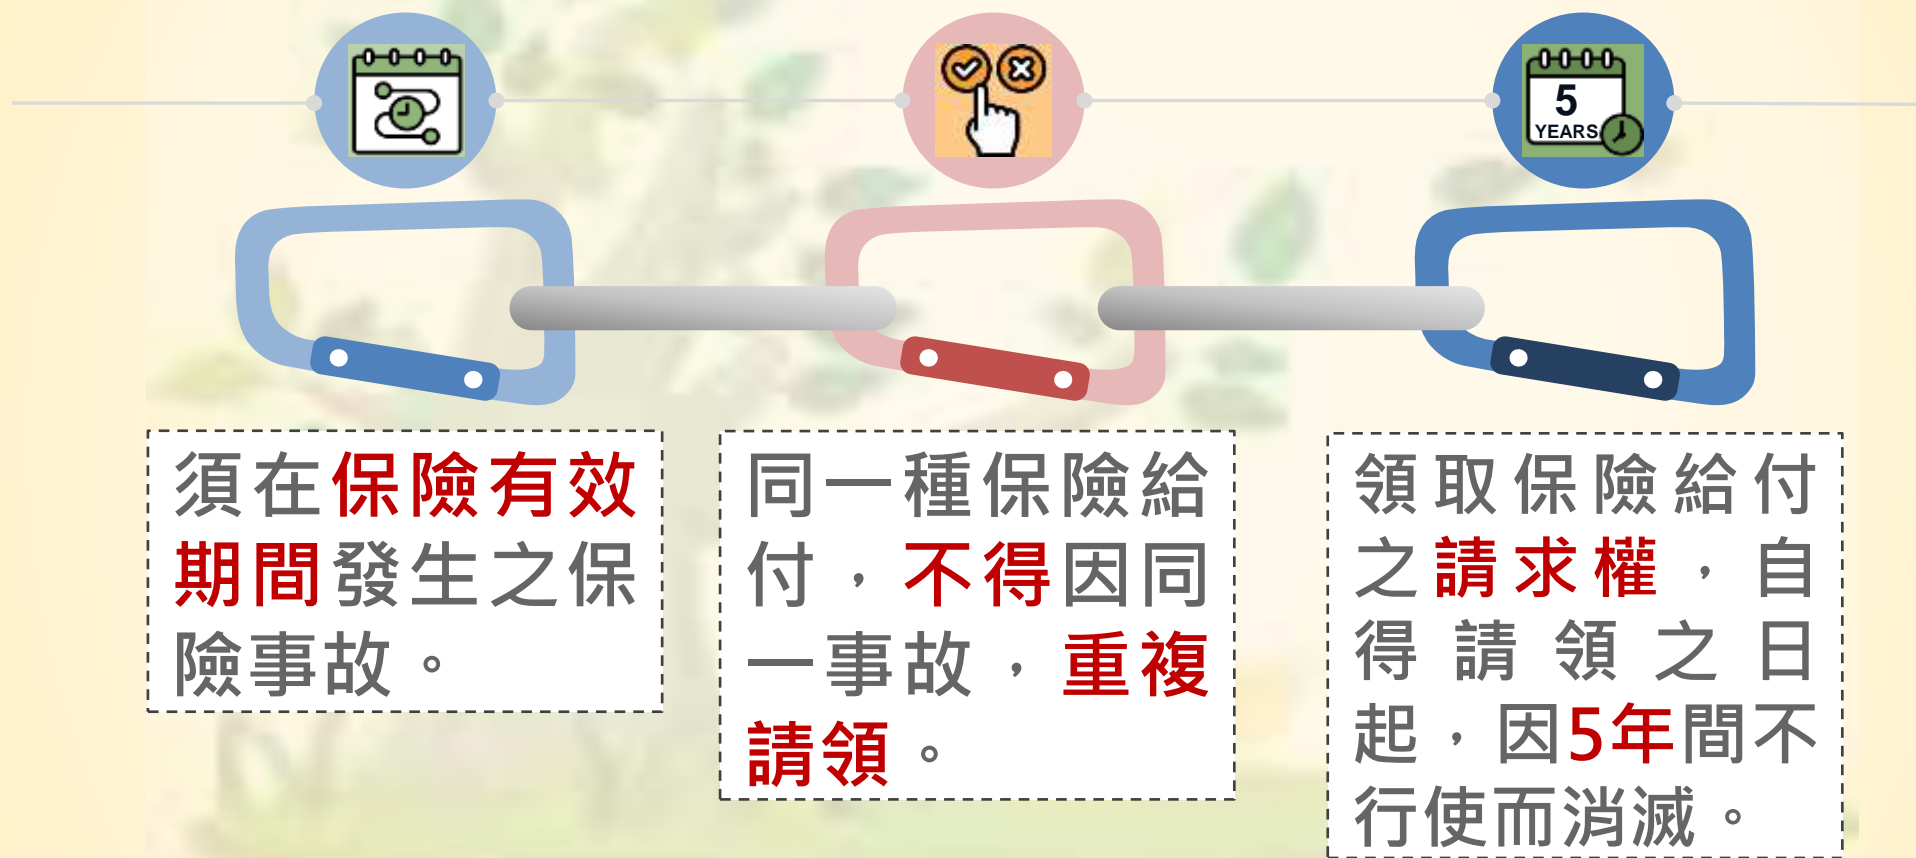 5
YEARS
須在保險有效
期間發生之保
險事故。
同一種保險給
付，不得因同
一事故，重複
請領。
領取保險給付
之請求權，自
得請領之日
起，因5年間不
行使而消滅。